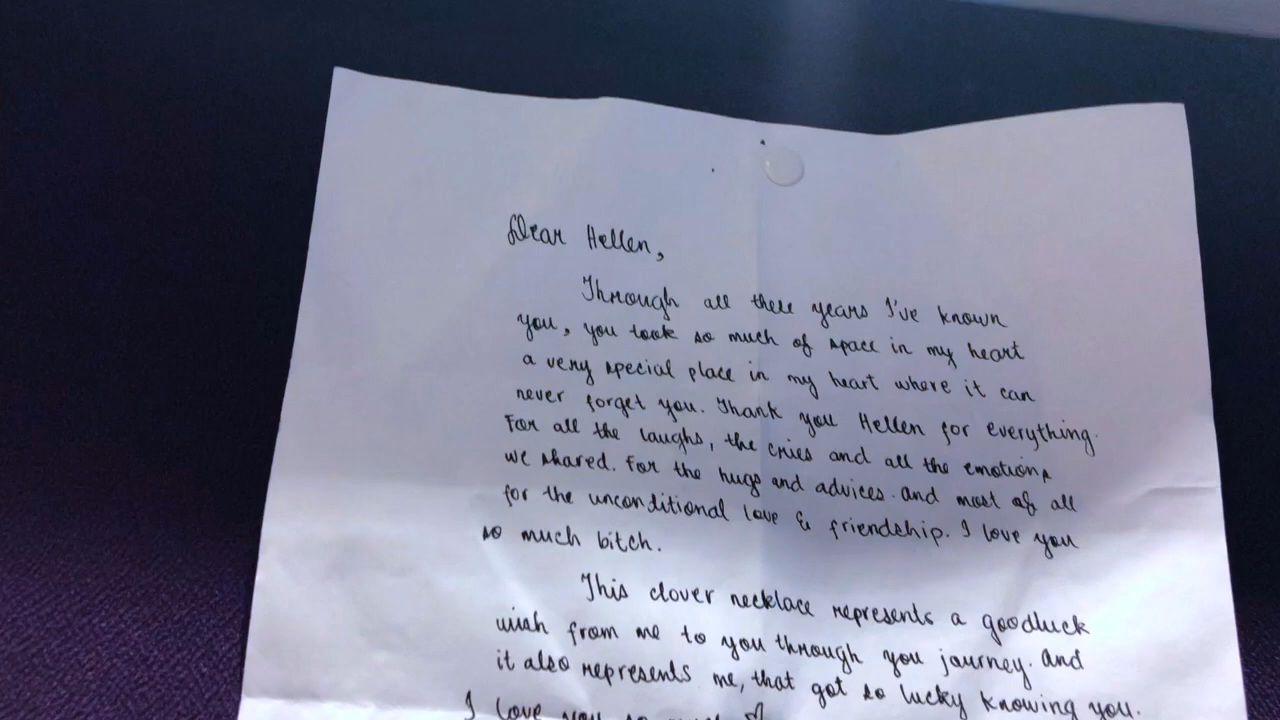 Dear Hellen,
Through all these years I've known
you, you took so much of space in my heart
a very special place in my heart where it can
never forget you. Thank you Hellen for everything.
For all the laughs, the cries and all the emotions
we shared. For the hugs and advices. And most of all
for the unconditional love & friendship. I love you
so much bitch.
This clover necklace represents a goodluck
wish from me to you through you journey. And
it also represents me, that got so lucky knowing you.
I love you so much